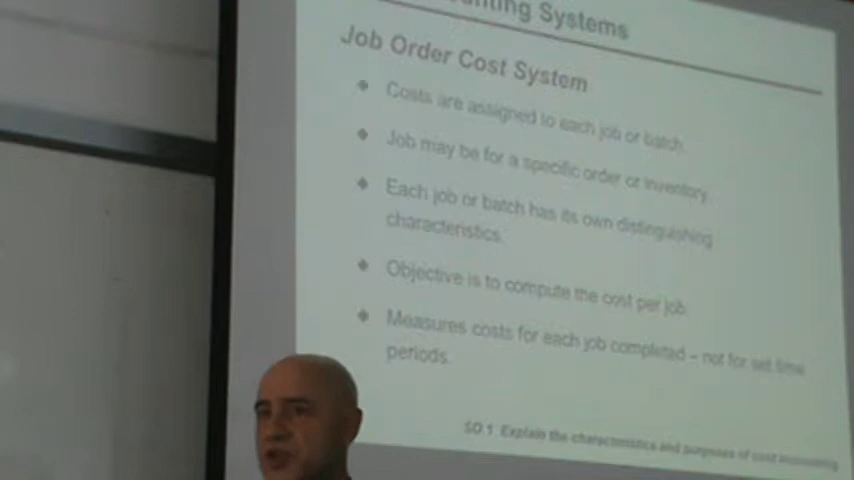 unting Systems
Job Order Cost System
Costs are assigned to each job or batch.
Job may be for a specific order or inventory.
Each job or batch has its own distinguishing
characteristics.
Objective is to compute the cost per job.
Measures costs for each job completed – not for set time
periods.
SO 1 Explain the characteristics and purposes of cost accounting